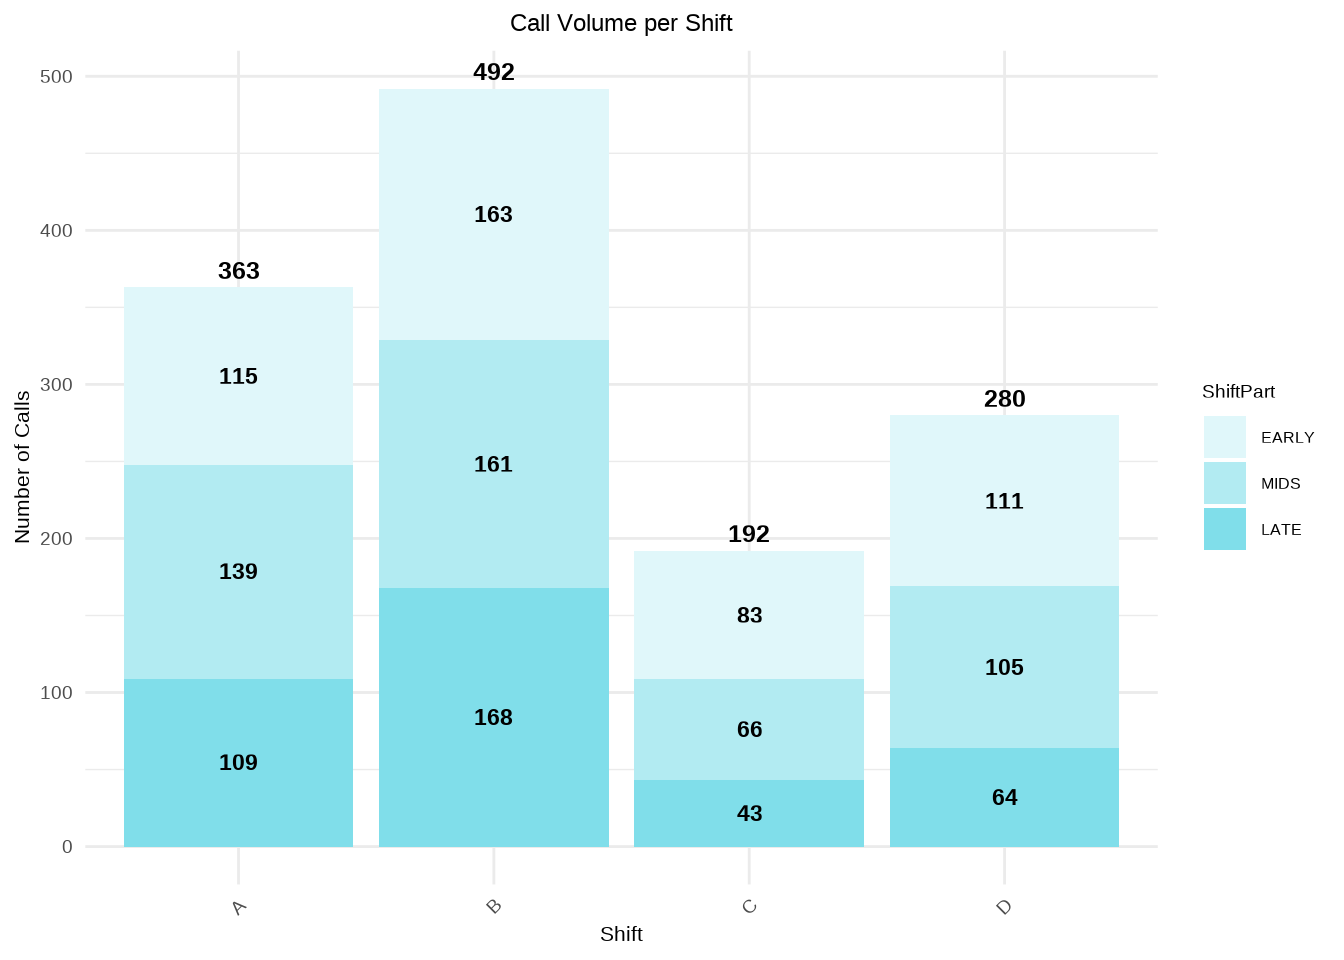 Call Volume per Shift
Number of Calls
500
400
300
200
100
0
363
115
139
109
492
163
161
168
192
83
66
43
280
111
105
64
A
B
C
D
Shift
ShiftPart
EARLY
MIDS
LATE